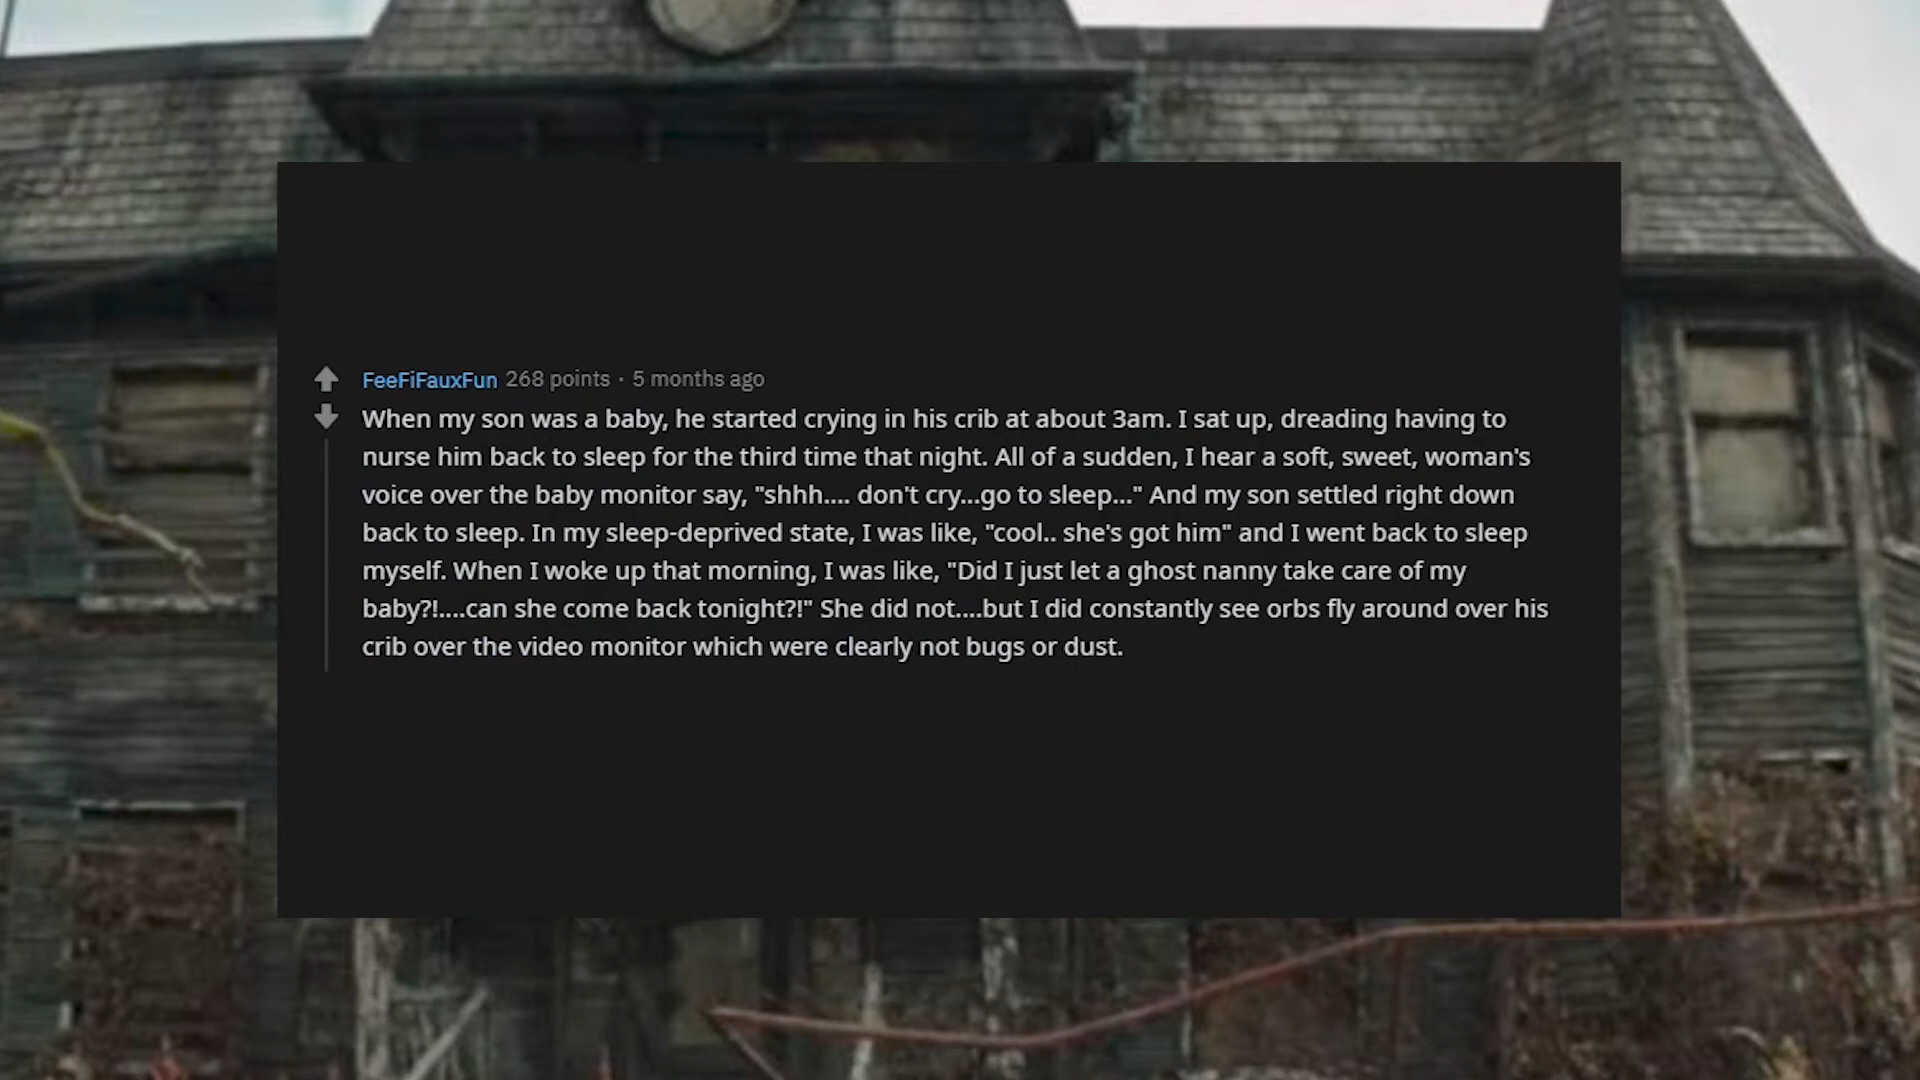 FeeFiFauxFun 268 points · 5 months ago
When my son was a baby, he started crying in his crib at about 3am. I sat up, dreading having to
nurse him back to sleep for the third time that night. All of a sudden, I hear a soft, sweet, woman's
voice over the baby monitor say, "shhh.... don't cry...go to sleep..." And my son settled right down
back to sleep. In my sleep-deprived state, I was like, "cool.. she's got him" and I went back to sleep
myself. When I woke up that morning, I was like, "Did I just let a ghost nanny take care of my
baby?!....can she come back tonight?!" She did not....but I did constantly see orbs fly around over his
crib over the video monitor which were clearly not bugs or dust.